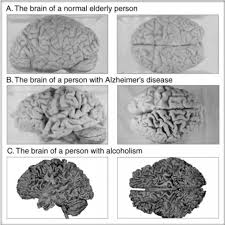 A. The brain of a normal elderly person
B. The brain of a person with Alzheimer's disease
C. The brain of a person with alcoholism